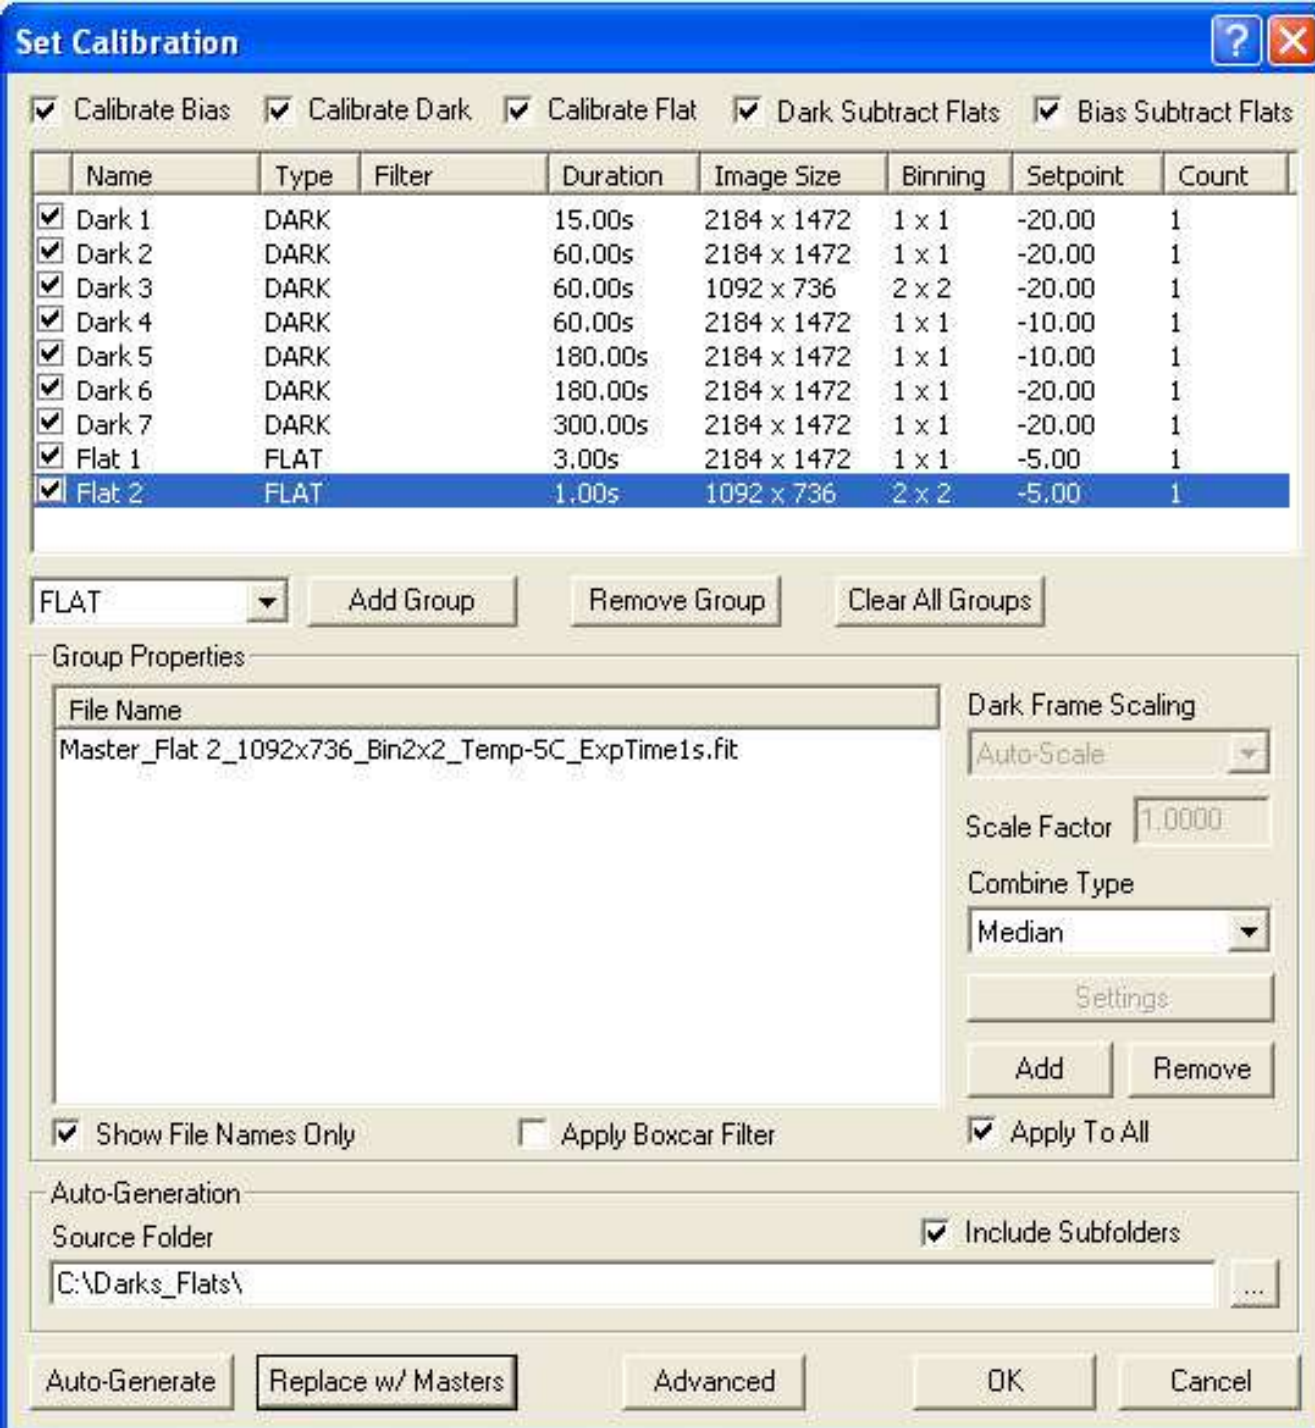 Set Calibration
Calibrate Bias Calibrate Dark Calibrate Flat Dark Subtract Flats Bias Subtract Flats
Name Type Filter Duration Image Size Binning Setpoint Count
Dark 1 DARK 15.00s 2184 x 1472 1 x 1 -20.00 1
Dark 2 DARK 60.00s 2184 x 1472 1 x 1 -20.00 1
Dark 3 DARK 60.00s 1092 x 736 2 x 2 -20.00 1
Dark 4 DARK 60.00s 2184 x 1472 1 x 1 -10.00 1
Dark 5 DARK 180.00s 2184 x 1472 1 x 1 -10.00 1
Dark 6 DARK 180.00s 2184 x 1472 1 x 1 -20.00 1
Dark 7 DARK 300.00s 2184 x 1472 1 x 1 -20.00 1
Flat 1 FLAT 3.00s 2184 x 1472 1 x 1 -5.00 1
Flat 2 FLAT 1.00s 1092 x 736 2 x 2 -5.00 1
FLAT Add Group Remove Group Clear All Groups
Group Properties
File Name
Master_Flat 2_1092x736_Bin2x2_Temp-5C_ExpTime1s.fit
Dark Frame Scaling
Auto-Scale
Scale Factor 1.0000
Combine Type
Median
Settings
Add Remove
Show File Names Only Apply Boxcar Filter Apply To All
Auto-Generation
Source Folder Include Subfolders
C:\Darks_Flats\ ...
Auto-Generate Replace w/ Masters Advanced OK Cancel